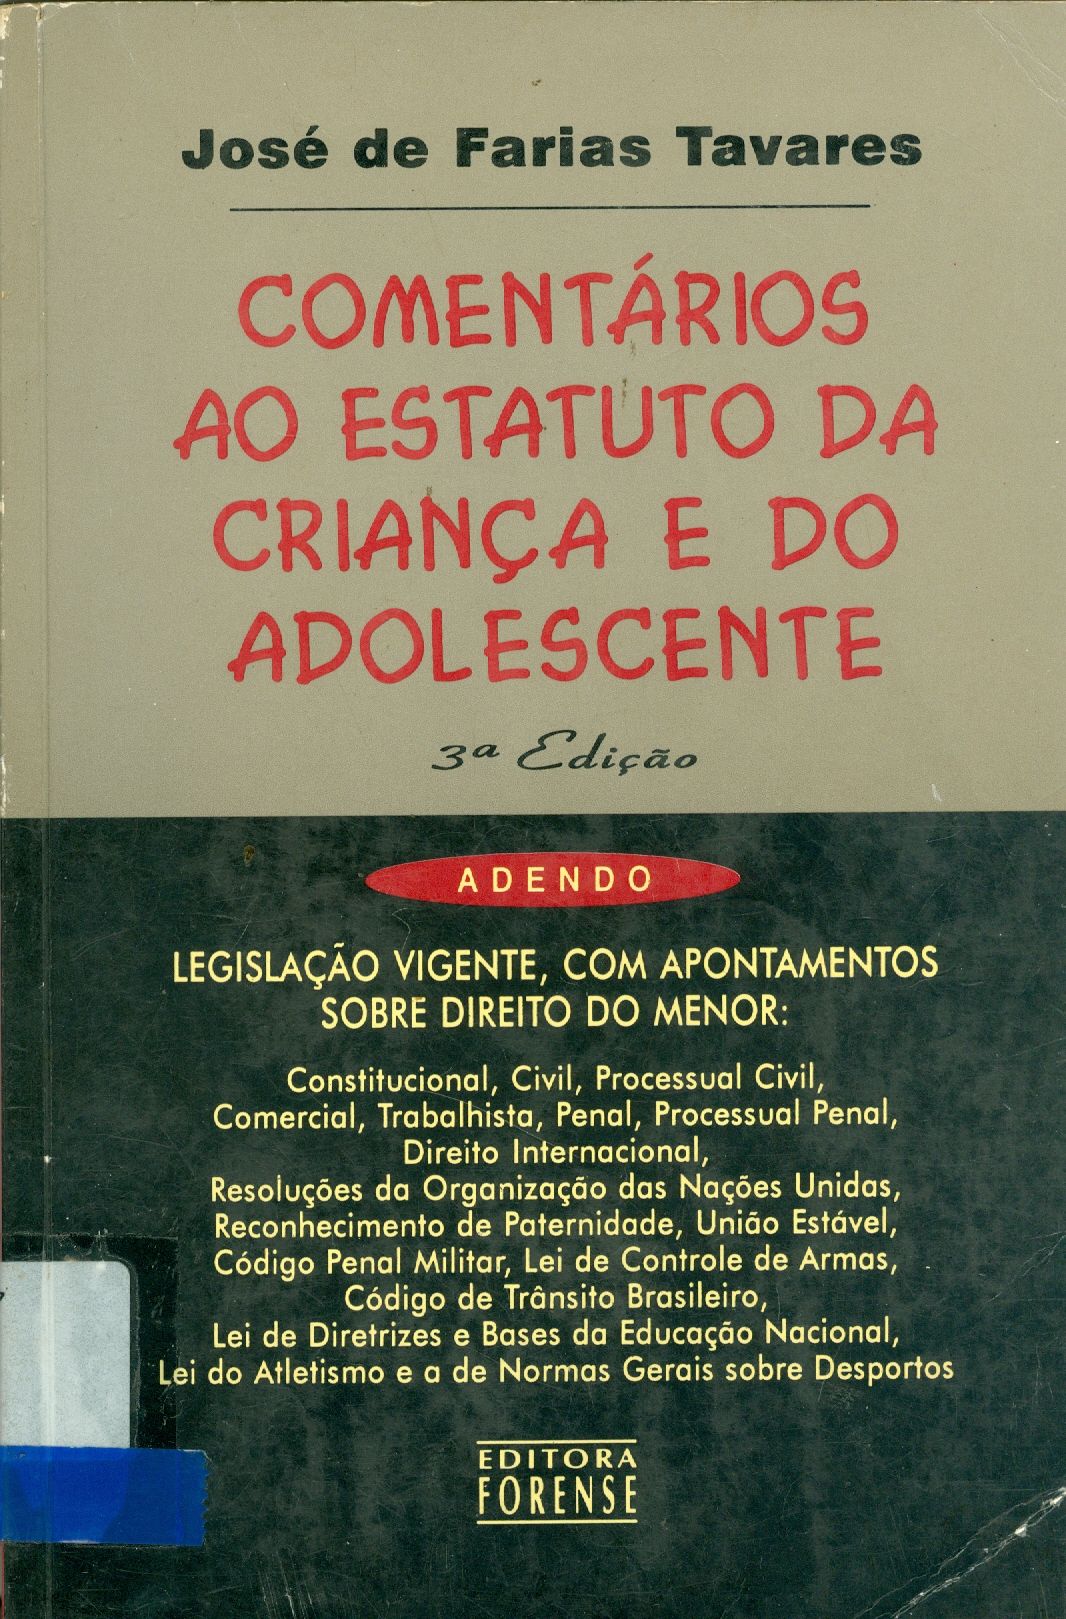 José de Farias Tavares
COMENTÁRIOS
AO ESTATUTO DA
CRIANÇA E DO
ADOLESCENTE
3ª Edição
ADENDO
LEGISLAÇÃO VIGENTE, COM APONTAMENTOS
SOBRE DIREITO DO MENOR:
Constitucional, Civil, Processual Civil,
Comercial, Trabalhista, Penal, Processual Penal,
Direito Internacional,
Resoluções da Organização das Nações Unidas,
Reconhecimento de Paternidade, União Estável,
Código Penal Militar, Lei de Controle de Armas,
Código de Trânsito Brasileiro,
Lei de Diretrizes e Bases da Educação Nacional,
Lei do Atletismo e a de Normas Gerais sobre Desportos
EDITORA
FORENSE